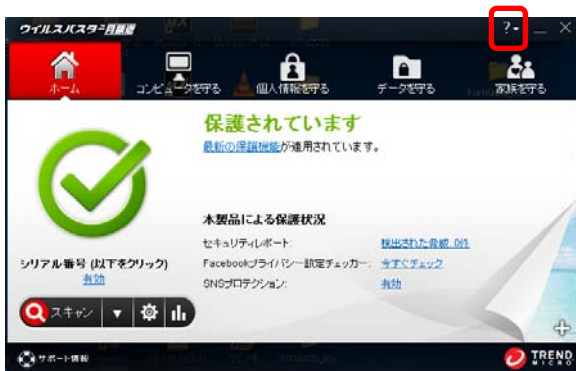 ウイルスバスター月額版
?
ホーム
コンピュータを守る
個人情報を守る
データを守る
家族を守る
保護されています
最新の保護機能が適用されています。
本製品による保護状況
セキュリティレポート: 検出された脅威 0件
Facebookプライバシー設定チェッカー: 今すぐチェック
SNSプロテクション: 有効
シリアル番号 (以下をクリック)
有効
スキャン
サポート情報
TREND
MICRO